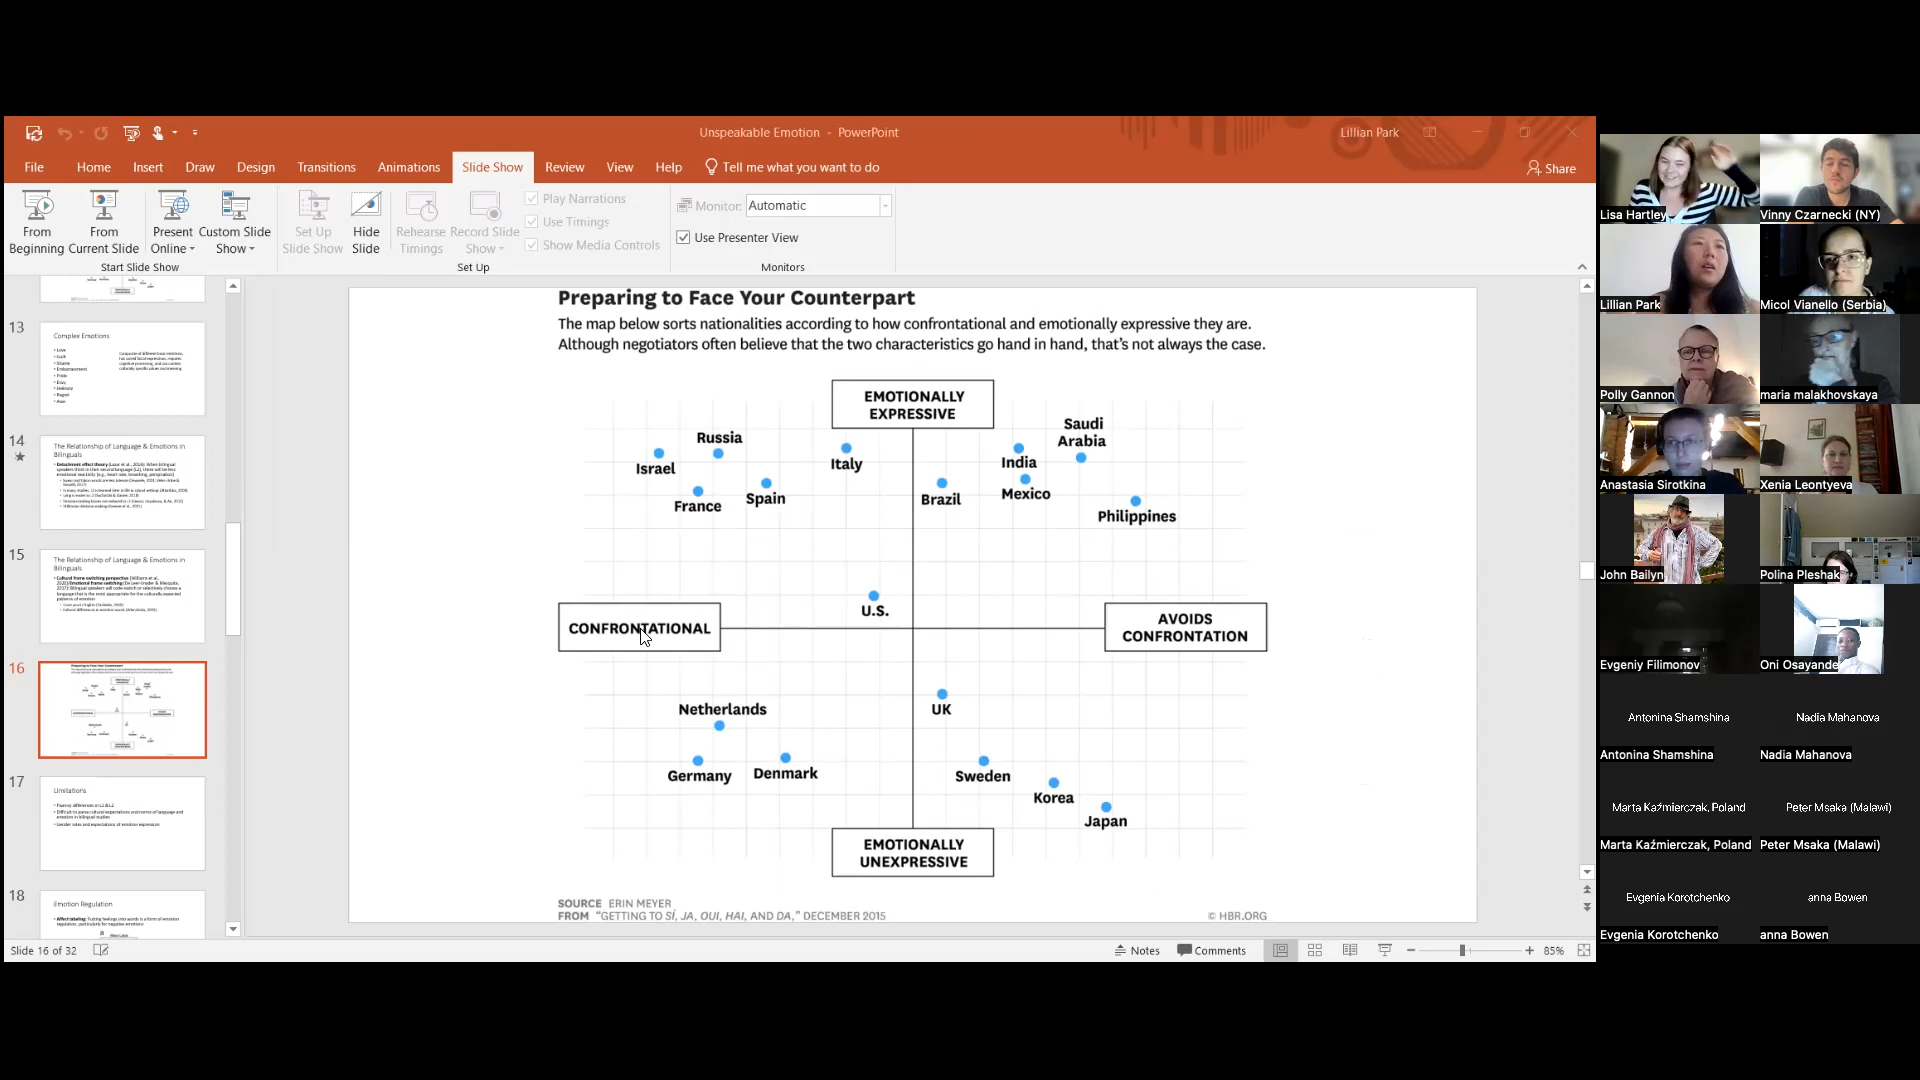 Unspeakable Emotion - PowerPoint
Lillian Park
File Home Insert Draw Design Transitions Animations Slide Show Review View Help Tell me what you want to do
Share
From Beginning
From Current Slide
Present Online
Custom Slide Show
Set Up Slide Show
Hide Slide
Rehearse Timings
Record Slide Show
Play Narrations
Use Timings
Show Media Controls
Monitor: Automatic
Use Presenter View
Start Slide Show
Set Up
Monitors
13
Complex Emotions
14
The Relationship of Language & Emotions in
Bilinguals
15
The Relationship of Language & Emotions in
Bilinguals
16
17
Limitations
18
Emotion Regulation
Preparing to Face Your Counterpart
The map below sorts nationalities according to how confrontational and emotionally expressive they are.
Although negotiators often believe that the two characteristics go hand in hand, that's not always the case.
EMOTIONALLY
EXPRESSIVE
Saudi
Arabia
Russia
Israel
Italy
India
France
Spain
Brazil
Mexico
Philippines
U.S.
CONFRONTATIONAL
AVOIDS
CONFRONTATION
Netherlands
UK
Germany
Denmark
Sweden
Korea
Japan
EMOTIONALLY
UNEXPRESSIVE
SOURCE ERIN MEYER
FROM "GETTING TO SÍ, JA, OUI, HAI, AND DA," DECEMBER 2015
© HBR.ORG
Slide 16 of 32
Notes
Comments
85%
Lisa Hartley
Vinny Czarnecki (NY)
Lillian Park
Micol Vianello (Serbia)
Polly Gannon
maria malakhovskaya
Anastasia Sirotkina
Xenia Leontyeva
John Bailyn
Polina Pleshak
Evgeniy Filimonov
Oni Osayande
Antonina Shamshina
Nadia Mahanova
Antonina Shamshina
Nadia Mahanova
Marta Kaźmierczak, Poland
Peter Msaka (Malawi)
Marta Kaźmierczak, Poland
Peter Msaka (Malawi)
Evgenia Korotchenko
anna Bowen
Evgenia Korotchenko
anna Bowen